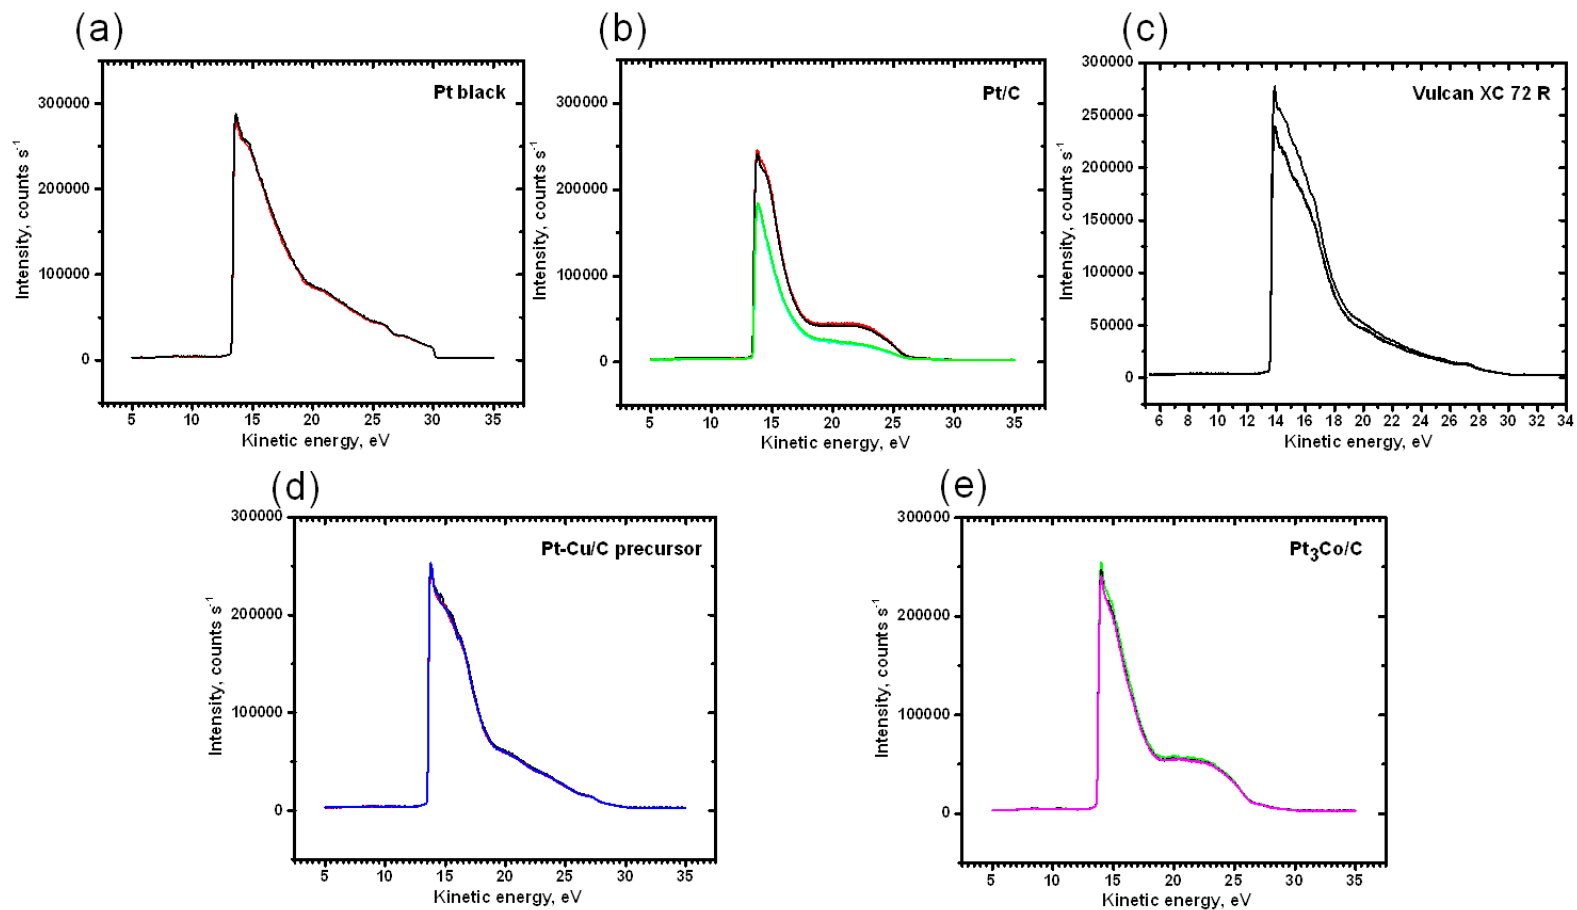 (a)
Pt black
300000
200000
100000
0
Intensity, counts s-1
5 10 15 20 25 30 35
Kinetic energy, eV
(b)
Pt/C
300000
200000
100000
0
Intensity, counts s-1
5 10 15 20 25 30 35
Kinetic energy, eV
(c)
Vulcan XC 72 R
300000
250000
200000
150000
100000
50000
0
Intensity, counts s-1
6 8 10 12 14 16 18 20 22 24 26 28 30 32 34
Kinetic energy, eV
(d)
Pt-Cu/C precursor
300000
200000
100000
0
Intensity, counts s-1
5 10 15 20 25 30 35
Kinetic energy, eV
(e)
Pt3Co/C
300000
200000
100000
0
Intensity, counts s-1
5 10 15 20 25 30 35
Kinetic energy, eV